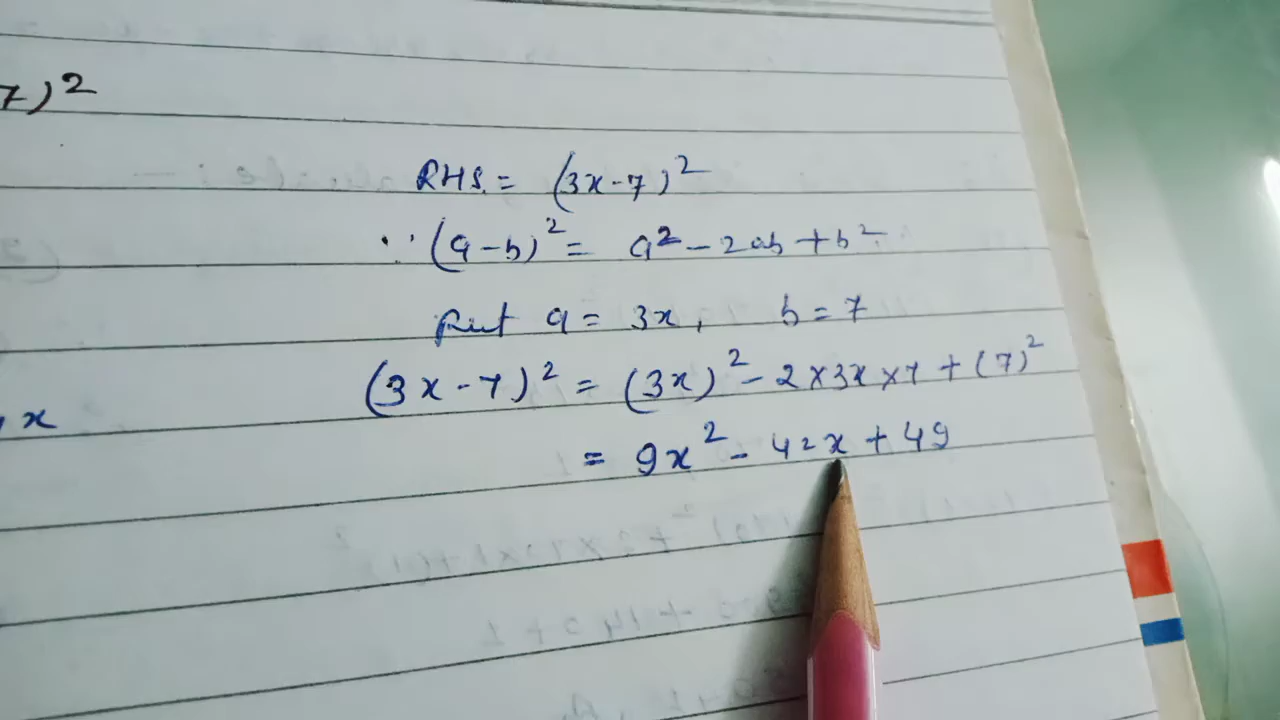 7)²
RHS. = (3x-7)²
∵ (a-b)² = a² - 2ab + b²
put a = 3x, b = 7
(3x-7)² = (3x)² - 2×3x×7 + (7)²
x
= 9x² - 42x + 49